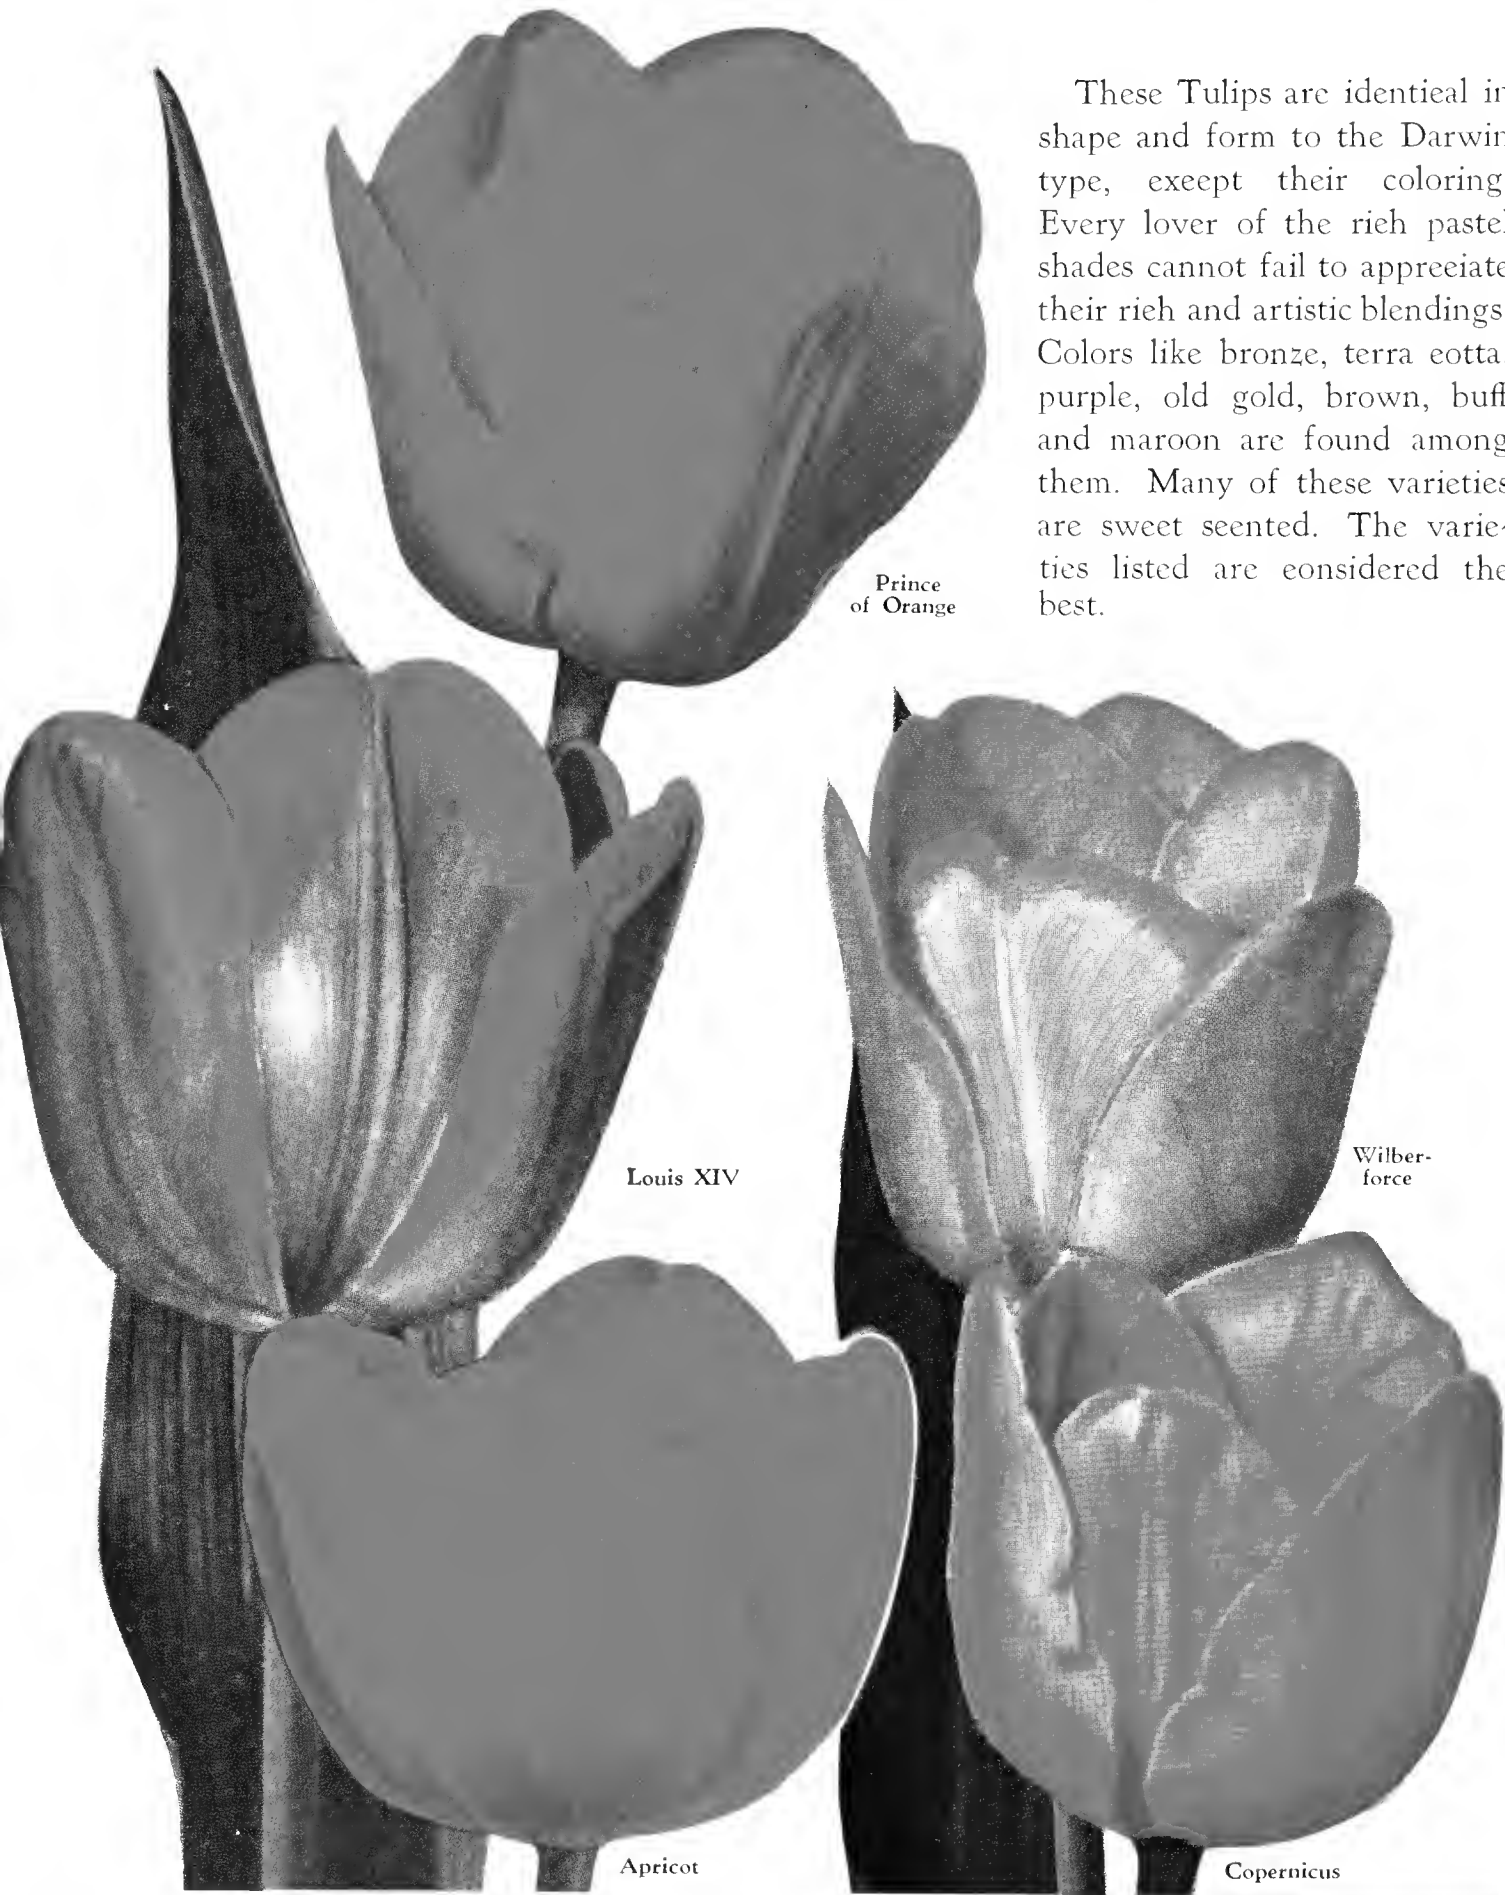 These Tulips arc identieal in
shape and form to the Darwin
type, exeept their coloring
Every lover of the rieh pastel
shades cannot fail to appreeiate
their rieh and artistic blendings
Colors like bronze, terra eotta
purple, old gold, brown, buff
and maroon are found among
them. Many of these varieties
are sweet seented. The varie-
ties listed are eonsidered the
best.
Prince
of Orange
Louis XIV
Wilber-
force
Apricot
Copernicus